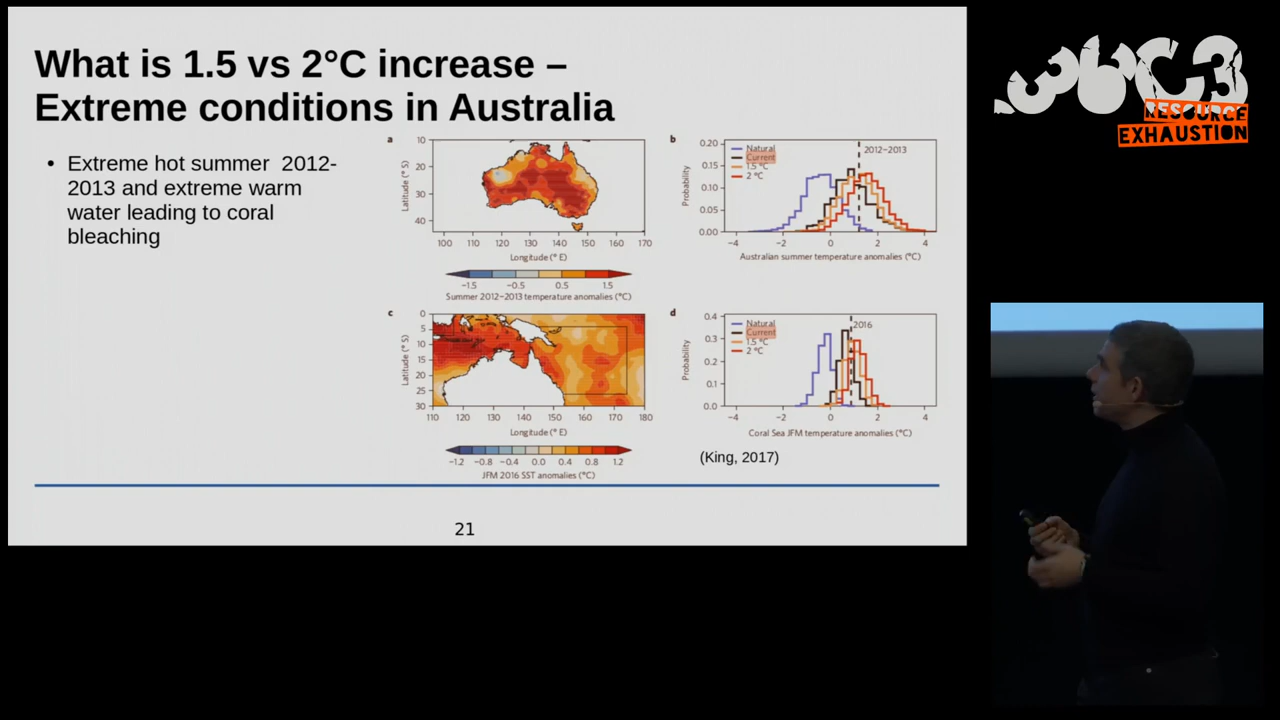 What is 1.5 vs 2°C increase –
Extreme conditions in Australia
• Extreme hot summer 2012-
2013 and extreme warm
water leading to coral
bleaching
a
10
20
30
40
Latitude (° S)
100 110 120 130 140 150 160 170
Longitude (° E)
−1.5 −0.5 0.5 1.5
Summer 2012–2013 temperature anomalies (°C)
b
0.20
0.15
0.10
0.05
0.00
Probability
Natural
Current
1.5 °C
2 °C
2012–2013
−4 −2 0 2 4
Australian summer temperature anomalies (°C)
c
0
5
10
15
20
25
30
Latitude (° S)
110 120 130 140 150 160 170 180
Longitude (° E)
−1.2 −0.8 −0.4 0.0 0.4 0.8 1.2
JFM 2016 SST anomalies (°C)
d
0.4
0.3
0.2
0.1
0.0
Probability
Natural
Current
1.5 °C
2 °C
2016
−4 −2 0 2 4
Coral Sea JFM temperature anomalies (°C)
(King, 2017)
21
36C3
RESOURCE
EXHAUSTION